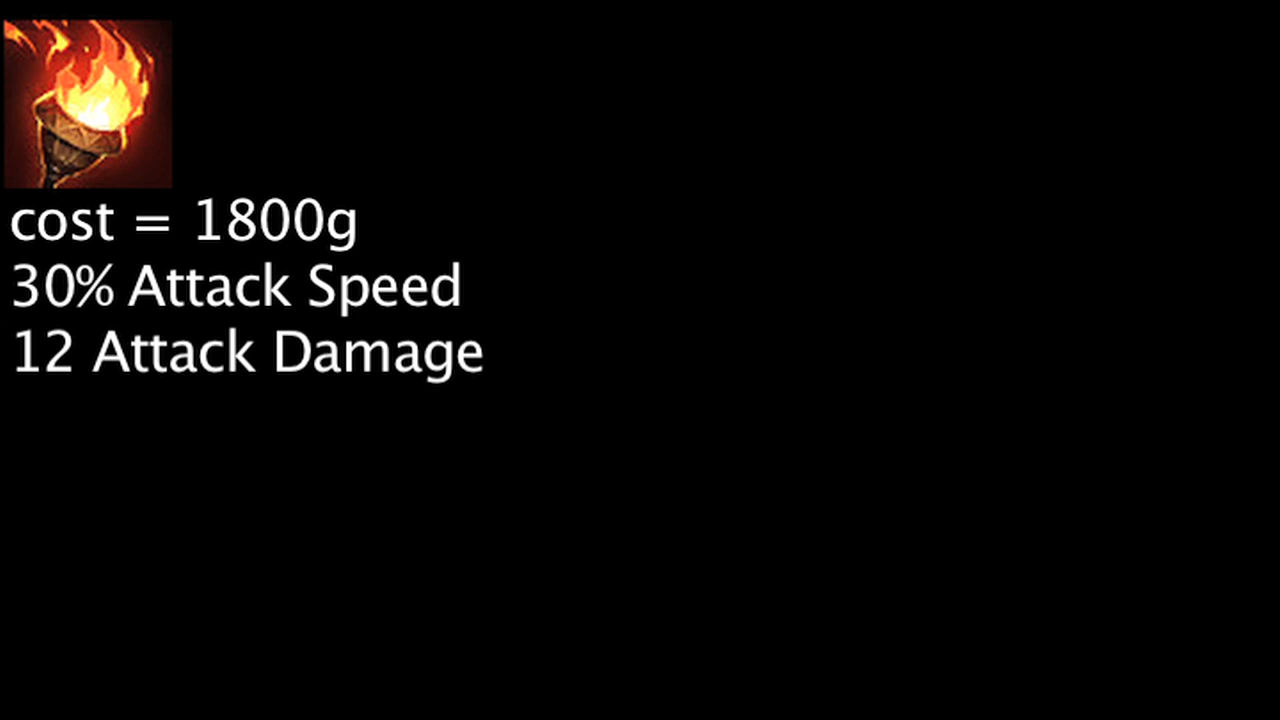 cost = 1800g
30% Attack Speed
12 Attack Damage